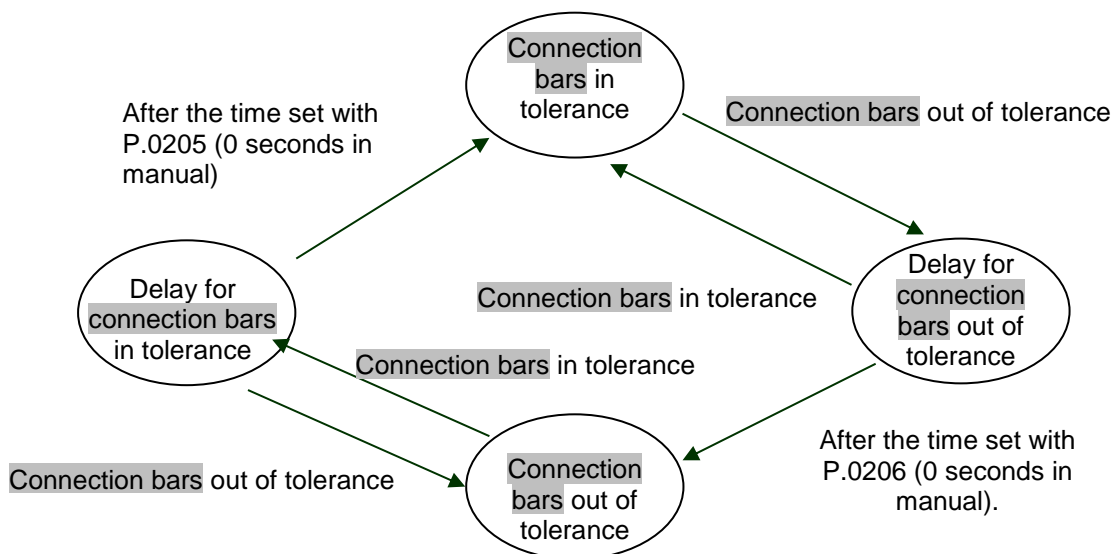 Connection
bars in
tolerance
After the time set with
P.0205 (0 seconds in
manual)
Connection bars out of tolerance
Delay for
connection bars
in tolerance
Connection bars in tolerance
Delay for
connection
bars out of
tolerance
Connection bars in tolerance
Connection bars out of tolerance
Connection
bars out of
tolerance
After the time set with
P.0206 (0 seconds in
manual).